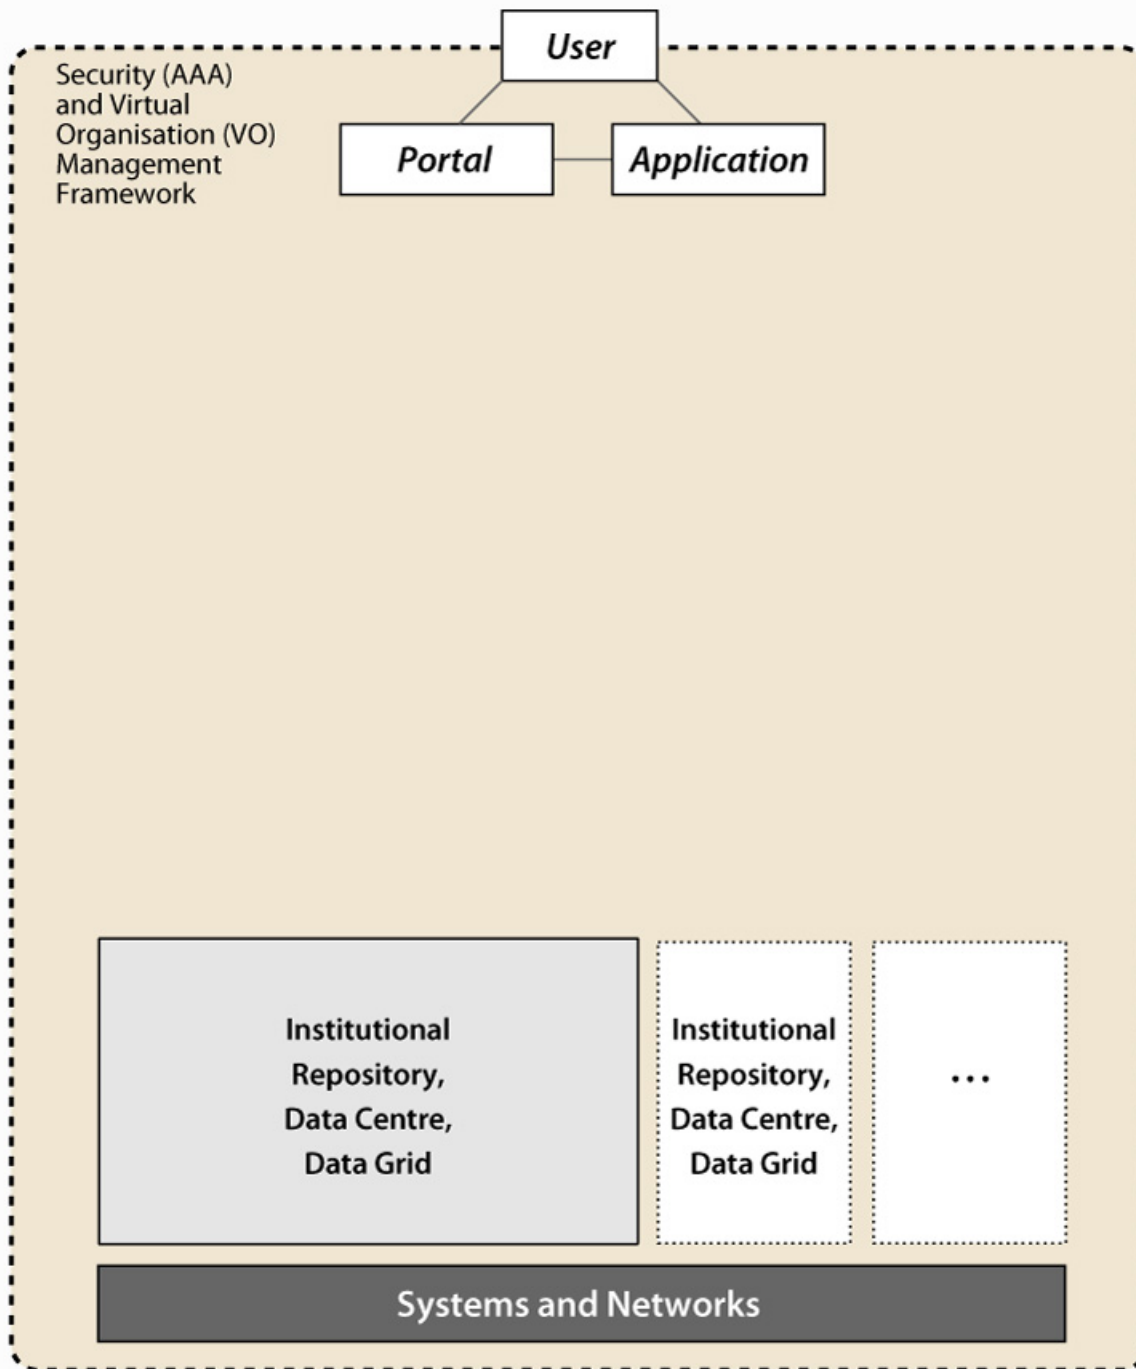 User
Security (AAA)
and Virtual
Organisation (VO)
Management
Framework
Portal
Application
Institutional
Repository,
Data Centre,
Data Grid
Institutional
Repository,
Data Centre,
Data Grid
...
Systems and Networks